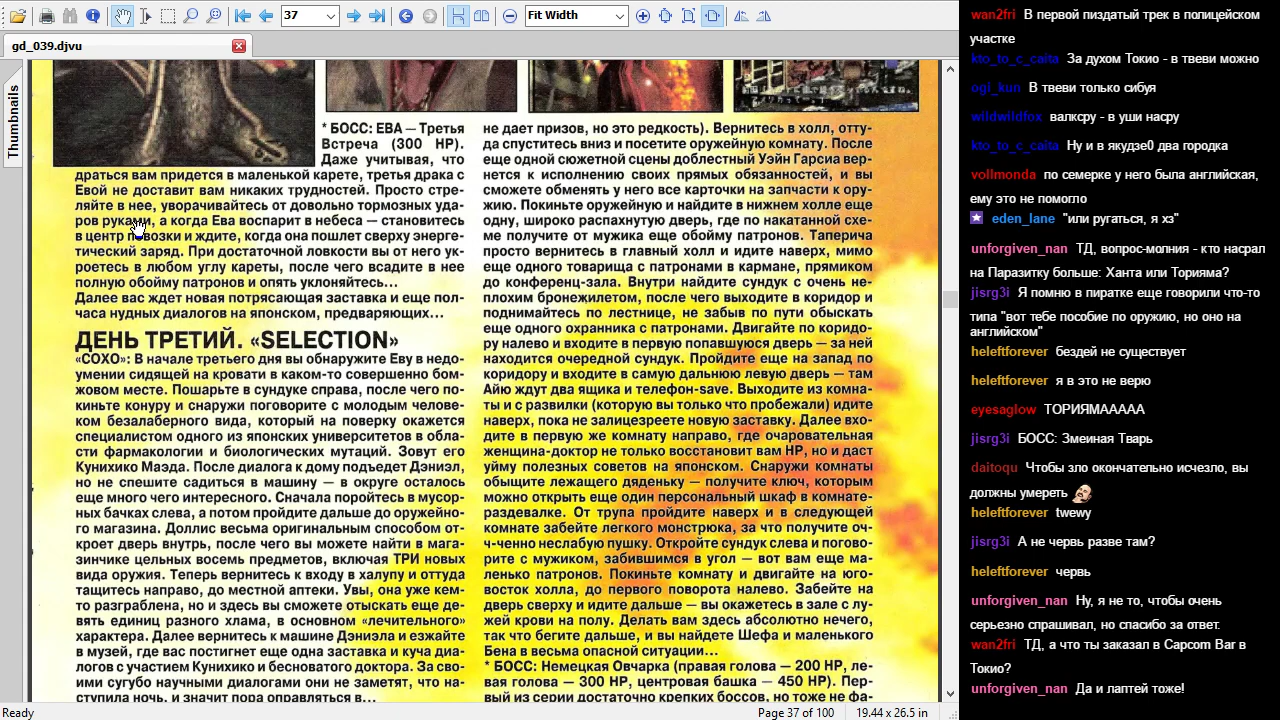 37
Fit Width
gd_039.djvu
Thumbnails
* БОСС: ЕВА — Третья
Встреча (300 HP).
Даже учитывая, что
драться вам придется в маленькой карете, третья драка с
Евой не доставит вам никаких трудностей. Просто стре-
ляйте в нее, уворачивайтесь от довольно тормозных уда-
ров руками, а когда Ева воспарит в небеса — становитесь
в центр повозки и ждите, когда она пошлет сверху энерге-
тический заряд. При достаточной ловкости вы от него ук-
роетесь в любом углу кареты, после чего всадите в нее
полную обойму патронов и опять уклоняйтесь...
Далее вас ждет новая потрясающая заставка и еще пол-
часа нудных диалогов на японском, предваряющих...
ДЕНЬ ТРЕТИЙ. «SELECTION»
«СОХО»: В начале третьего дня вы обнаружите Еву в недо-
умении сидящей на кровати в каком-то совершенно бом-
жовом месте. Пошарьте в сундуке справа, после чего по-
киньте конуру и снаружи поговорите с молодым челове-
ком безалаберного вида, который на поверку окажется
специалистом одного из японских университетов в обла-
сти фармакологии и биологических мутаций. Зовут его
Кунихико Маэда. После диалога к дому подъедет Дэниэл,
но не спешите садиться в машину — в округе осталось
еще много чего интересного. Сначала поройтесь в мусор-
ных бачках слева, а потом пройдите дальше до оружейно-
го магазина. Доллис весьма оригинальным способом от-
кроет дверь внутрь, после чего вы можете найти в мага-
зинчике цельных восемь предметов, включая ТРИ новых
вида оружия. Теперь вернитесь к входу в халупу и оттуда
тащитесь направо, до местной аптеки. Увы, она уже кем-
то разграблена, но и здесь вы сможете отыскать еще де-
вять единиц разного хлама, в основном «лечительного»
характера. Далее вернитесь к машине Дэниэла и езжайте
в музей, где вас постигнет еще одна заставка и куча диа-
логов с участием Кунихико и бесноватого доктора. За сво-
ими сугубо научными диалогами они не заметят, что на-
ступила ночь, и значит пора оправляться в...
не дает призов, но это редкость). Вернитесь в холл, отту-
да спуститесь вниз и посетите оружейную комнату. После
еще одной сюжетной сцены доблестный Уэйн Гарсиа вер-
нется к исполнению своих прямых обязанностей, и вы
сможете обменять у него все карточки на запчасти к ору-
жию. Покиньте оружейную и найдите в нижнем холле еще
одну, широко распахнутую дверь, где по накатанной схе-
ме получите от мужика еще обойму патронов. Таперича
просто вернитесь в главный холл и идите наверх, мимо
еще одного товарища с патронами в кармане, прямиком
до конференц-зала. Внутри найдите сундук с очень не-
плохим бронежилетом, после чего выходите в коридор и
поднимайтесь по лестнице, не забыв по пути обыскать
еще одного охранника с патронами. Двигайте по коридо-
ру налево и входите в первую попавшуюся дверь — за ней
находится очередной сундук. Пройдите еще на запад по
коридору и входите в самую дальнюю левую дверь — там
Айю ждут два ящика и телефон-save. Выходите из комна-
ты и с развилки (которую вы только что пробежали) идите
наверх, пока не залицезреете новую заставку. Далее вхо-
дите в первую же комнату направо, где очаровательная
женщина-доктор не только восстановит вам HP, но и даст
уйму полезных советов на японском. Снаружи комнаты
обыщите лежащего дяденьку — получите ключ, которым
можно открыть еще один персональный шкаф в комнате-
раздевалке. От трупа пройдите наверх и в следующей
комнате забейте легкого монстрюка, за что получите оч-
ч-ченно неслабую пушку. Откройте сундук слева и погово-
рите с мужиком, забившимся в угол — вот вам еще ма-
ленько патронов. Покиньте комнату и двигайте на юго-
восток холла, до первого поворота налево. Забейте на
дверь сверху и идите дальше — вы окажетесь в зале с лу-
жей крови на полу. Делать вам здесь абсолютно нечего,
так что бегите дальше, и вы найдете Шефа и маленького
Бена в весьма опасной ситуации...
* БОСС: Немецкая Овчарка (правая голова — 200 HP, ле-
вая голова — 300 HP, центровая башка — 450 HP). Пер-
вый из серии достаточно крепких боссов, но тоже не фа-
Ready
Page 37 of 100
19.44 x 26.5 in
wan2fri В первой пиздатый трек в полицейском
участке
kto_to_c_caita За духом Токио - в твеви можно
ogi_kun В твеви только сибуя
wildwildfox валксру - в уши насру
kto_to_c_caita Ну и в якудзе0 два городка
vollmonda по семерке у него была английская,
ему это не помогло
eden_lane "или ругаться, я хз"
unforgiven_nan ТД, вопрос-молния - кто насрал
на Паразитку больше: Ханта или Торияма?
jisrg3i Я помню в пиратке еще говорили что-то
типа "вот тебе пособие по оружию, но оно на
английском"
heleftforever бездей не существует
heleftforever я в это не верю
eyesaglow ТОРИЯМААААА
jisrg3i БОСС: Змеиная Тварь
daitoqu Чтобы зло окончательно исчезло, вы
должны умереть
heleftforever twewy
jisrg3i А не червь разве там?
heleftforever червь
unforgiven_nan Ну, я не то, чтобы очень
серьезно спрашивал, но спасибо за ответ.
wan2fri ТД, а что ты заказал в Capcom Bar в
Токио?
unforgiven_nan Да и лаптей тоже!